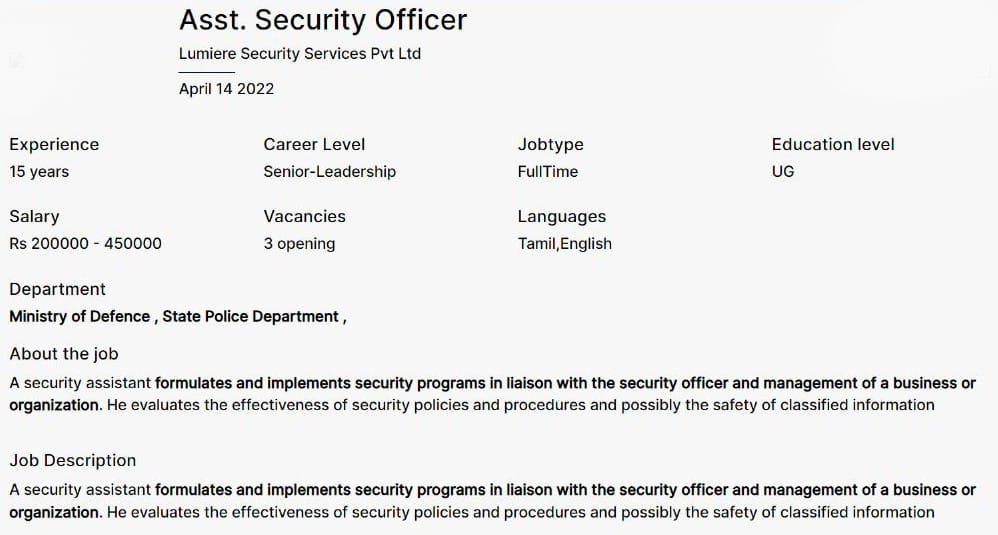 Asst. Security Officer
Lumiere Security Services Pvt Ltd
April 14 2022
Experience Career Level Jobtype Education level
15 years Senior-Leadership FullTime UG
Salary Vacancies Languages
Rs 200000 - 450000 3 opening Tamil,English
Department
Ministry of Defence , State Police Department ,
About the job
A security assistant formulates and implements security programs in liaison with the security officer and management of a business or
organization. He evaluates the effectiveness of security policies and procedures and possibly the safety of classified information
Job Description
A security assistant formulates and implements security programs in liaison with the security officer and management of a business or
organization. He evaluates the effectiveness of security policies and procedures and possibly the safety of classified information